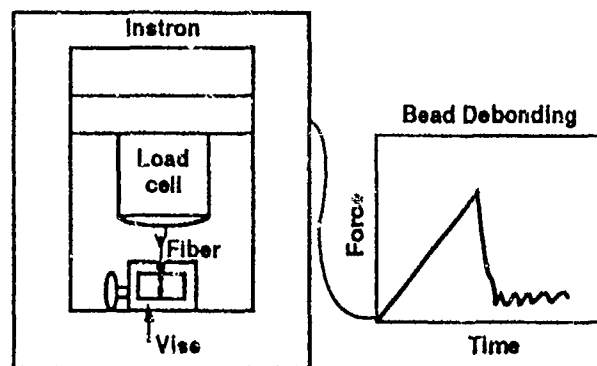 Instron
Load
cell
Fiber
Vise
Bead Debonding
Force
Time